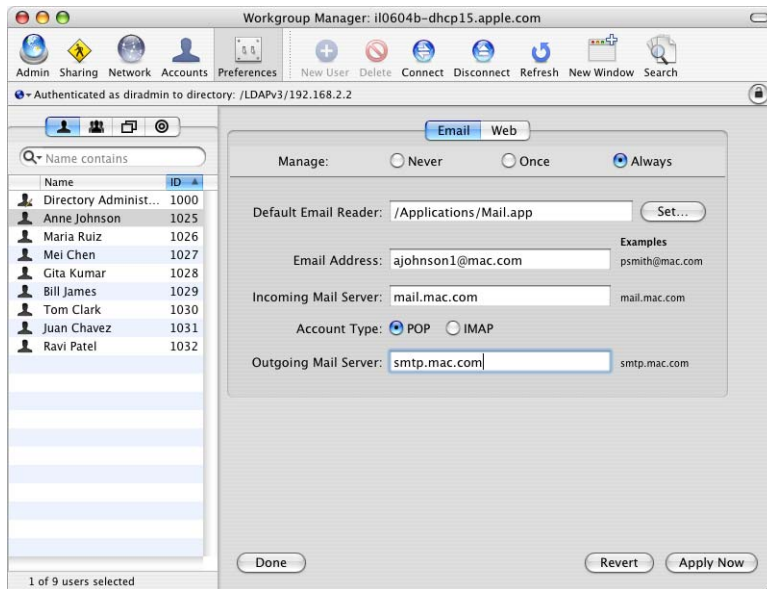 Workgroup Manager: il0604b-dhcp15.apple.com
Admin Sharing Network Accounts Preferences New User Delete Connect Disconnect Refresh New Window Search
Authenticated as diradmin to directory: /LDAPv3/192.168.2.2
Name contains
Name ID
Directory Administ... 1000
Anne Johnson 1025
Maria Ruiz 1026
Mei Chen 1027
Gita Kumar 1028
Bill James 1029
Tom Clark 1030
Juan Chavez 1031
Ravi Patel 1032
1 of 9 users selected
Email Web
Manage: Never Once Always
Default Email Reader: /Applications/Mail.app Set...
Examples
Email Address: ajohnson1@mac.com psmith@mac.com
Incoming Mail Server: mail.mac.com mail.mac.com
Account Type: POP IMAP
Outgoing Mail Server: smtp.mac.com smtp.mac.com
Done Revert Apply Now